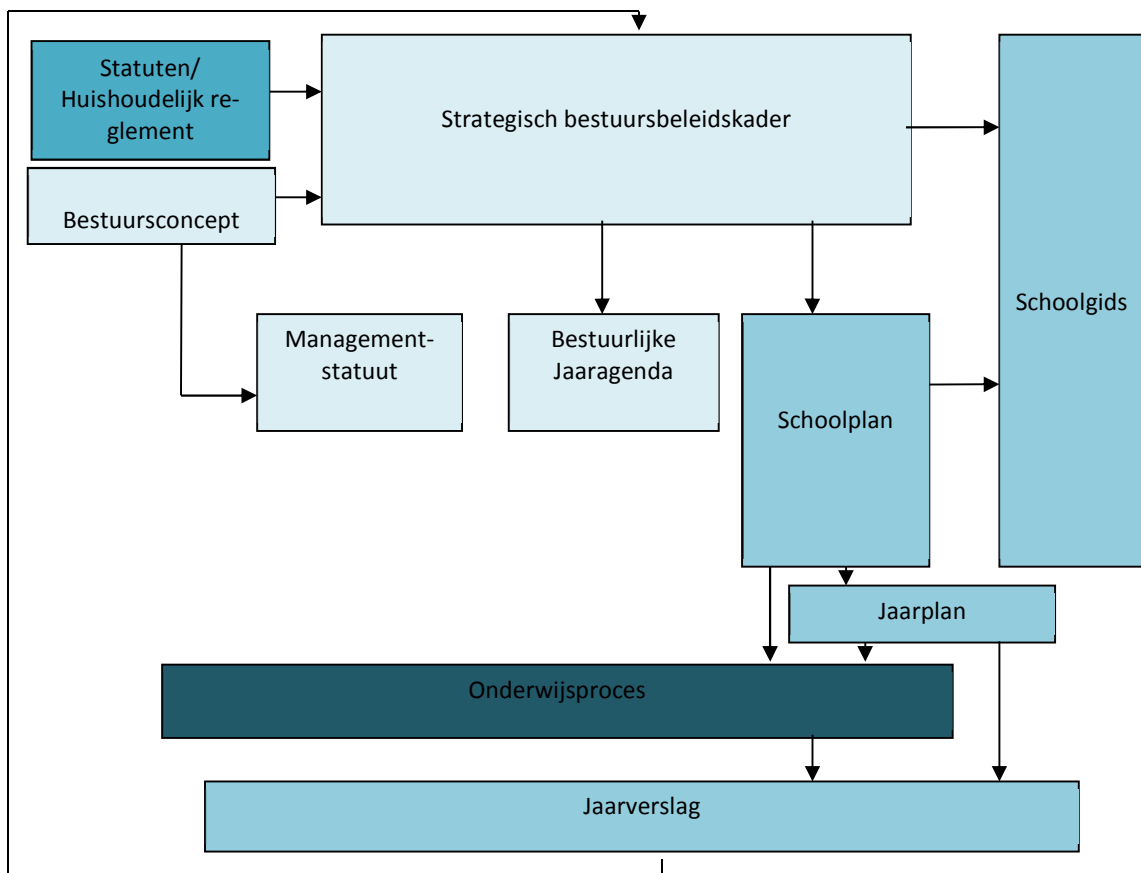 Statuten/
Huishoudelijk re-
glement
Strategisch bestuursbeleidskader
Bestuursconcept
Schoolgids
Management-
statuut
Bestuurlijke
Jaaragenda
Schoolplan
Jaarplan
Onderwijsproces
Jaarverslag